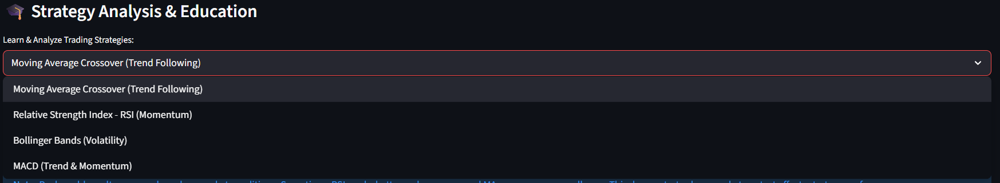 Strategy Analysis & Education
Learn & Analyze Trading Strategies:
Moving Average Crossover (Trend Following)
Moving Average Crossover (Trend Following)
Relative Strength Index - RSI (Momentum)
Bollinger Bands (Volatility)
MACD (Trend & Momentum)